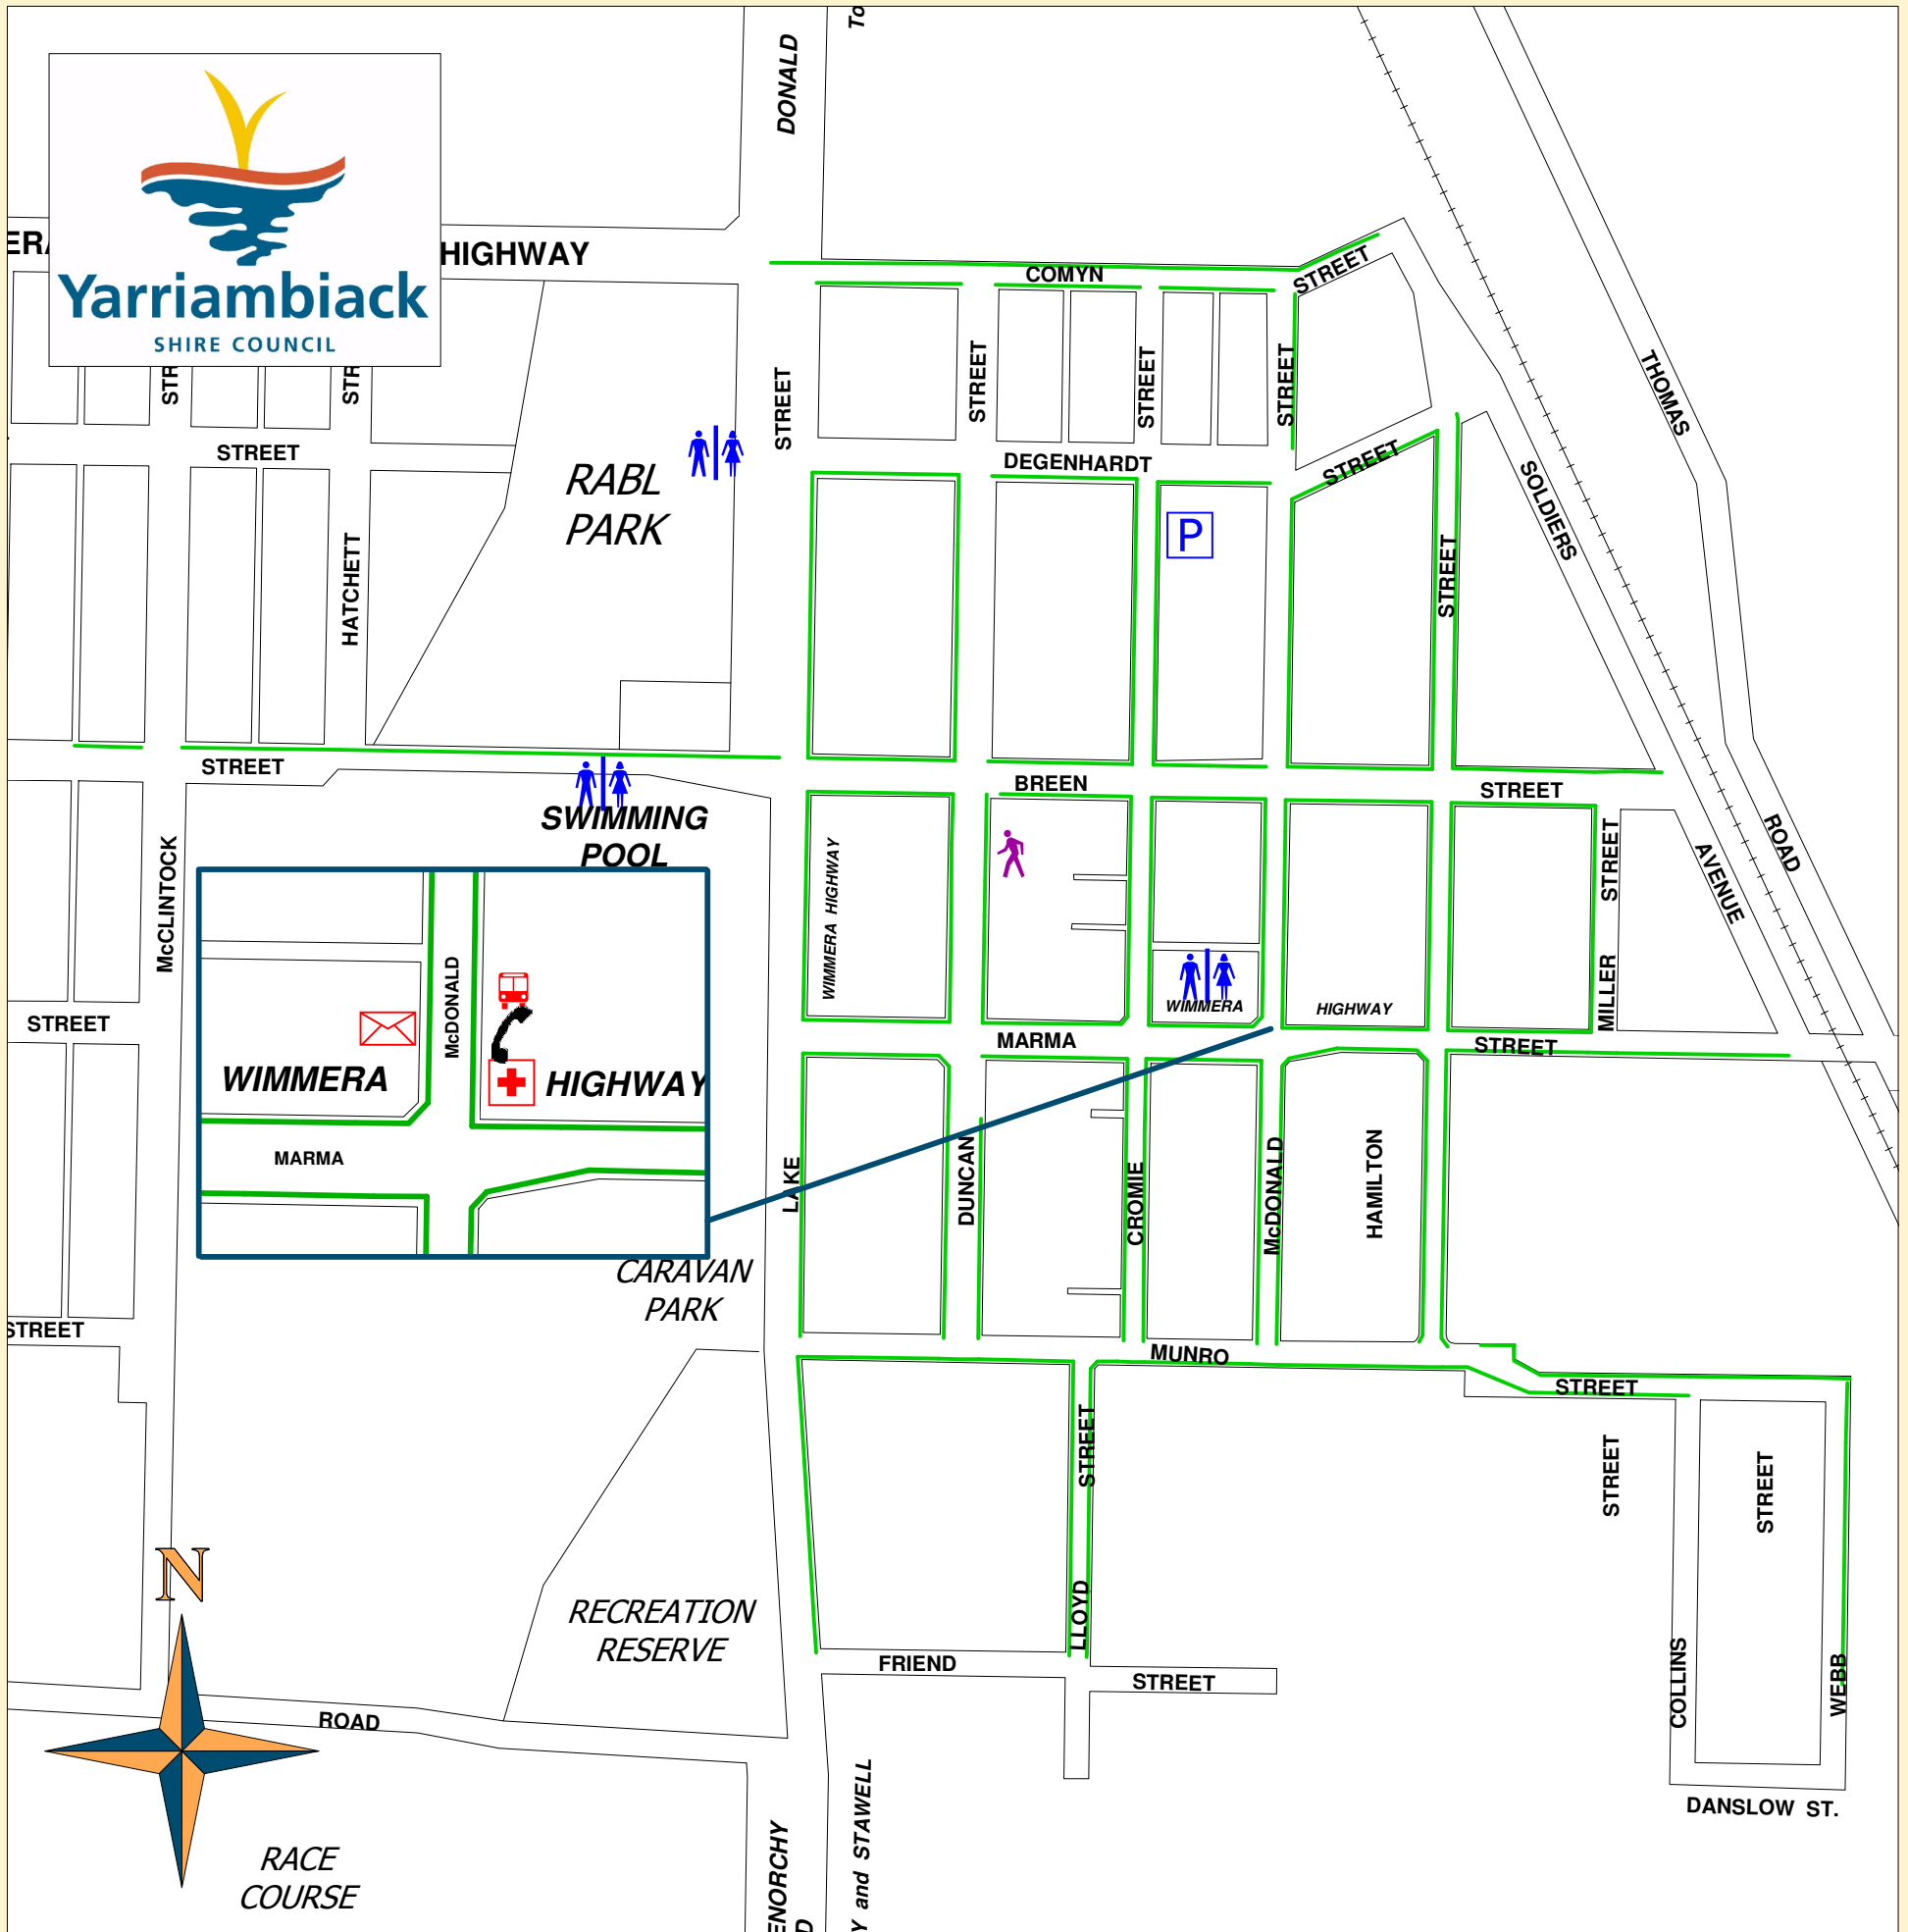 To
DONALD
Yarriambiack
SHIRE COUNCIL
HIGHWAY
COMYN
STREET
STREET
STREET
STREET
STREET
STREET
THOMAS
STREET
RABL
PARK
DEGENHARDT
STREET
SOLDIERS
P
HATCHETT
STREET
STREET
BREEN
STREET
SWIMMING
POOL
McCLINTOCK
WIMMERA HIGHWAY
STREET
ROAD
AVENUE
McDONALD
WIMMERA
HIGHWAY
MARMA
WIMMERA
HIGHWAY
MILLER
STREET
MARMA
STREET
LAKE
DUNCAN
CROMIE
McDONALD
HAMILTON
CARAVAN
PARK
STREET
MUNRO
STREET
STREET
STREET
STREET
N
RECREATION
RESERVE
LLOYD
FRIEND
STREET
COLLINS
WEBB
ROAD
DANSLOW ST.
RACE
COURSE
and STAWELL